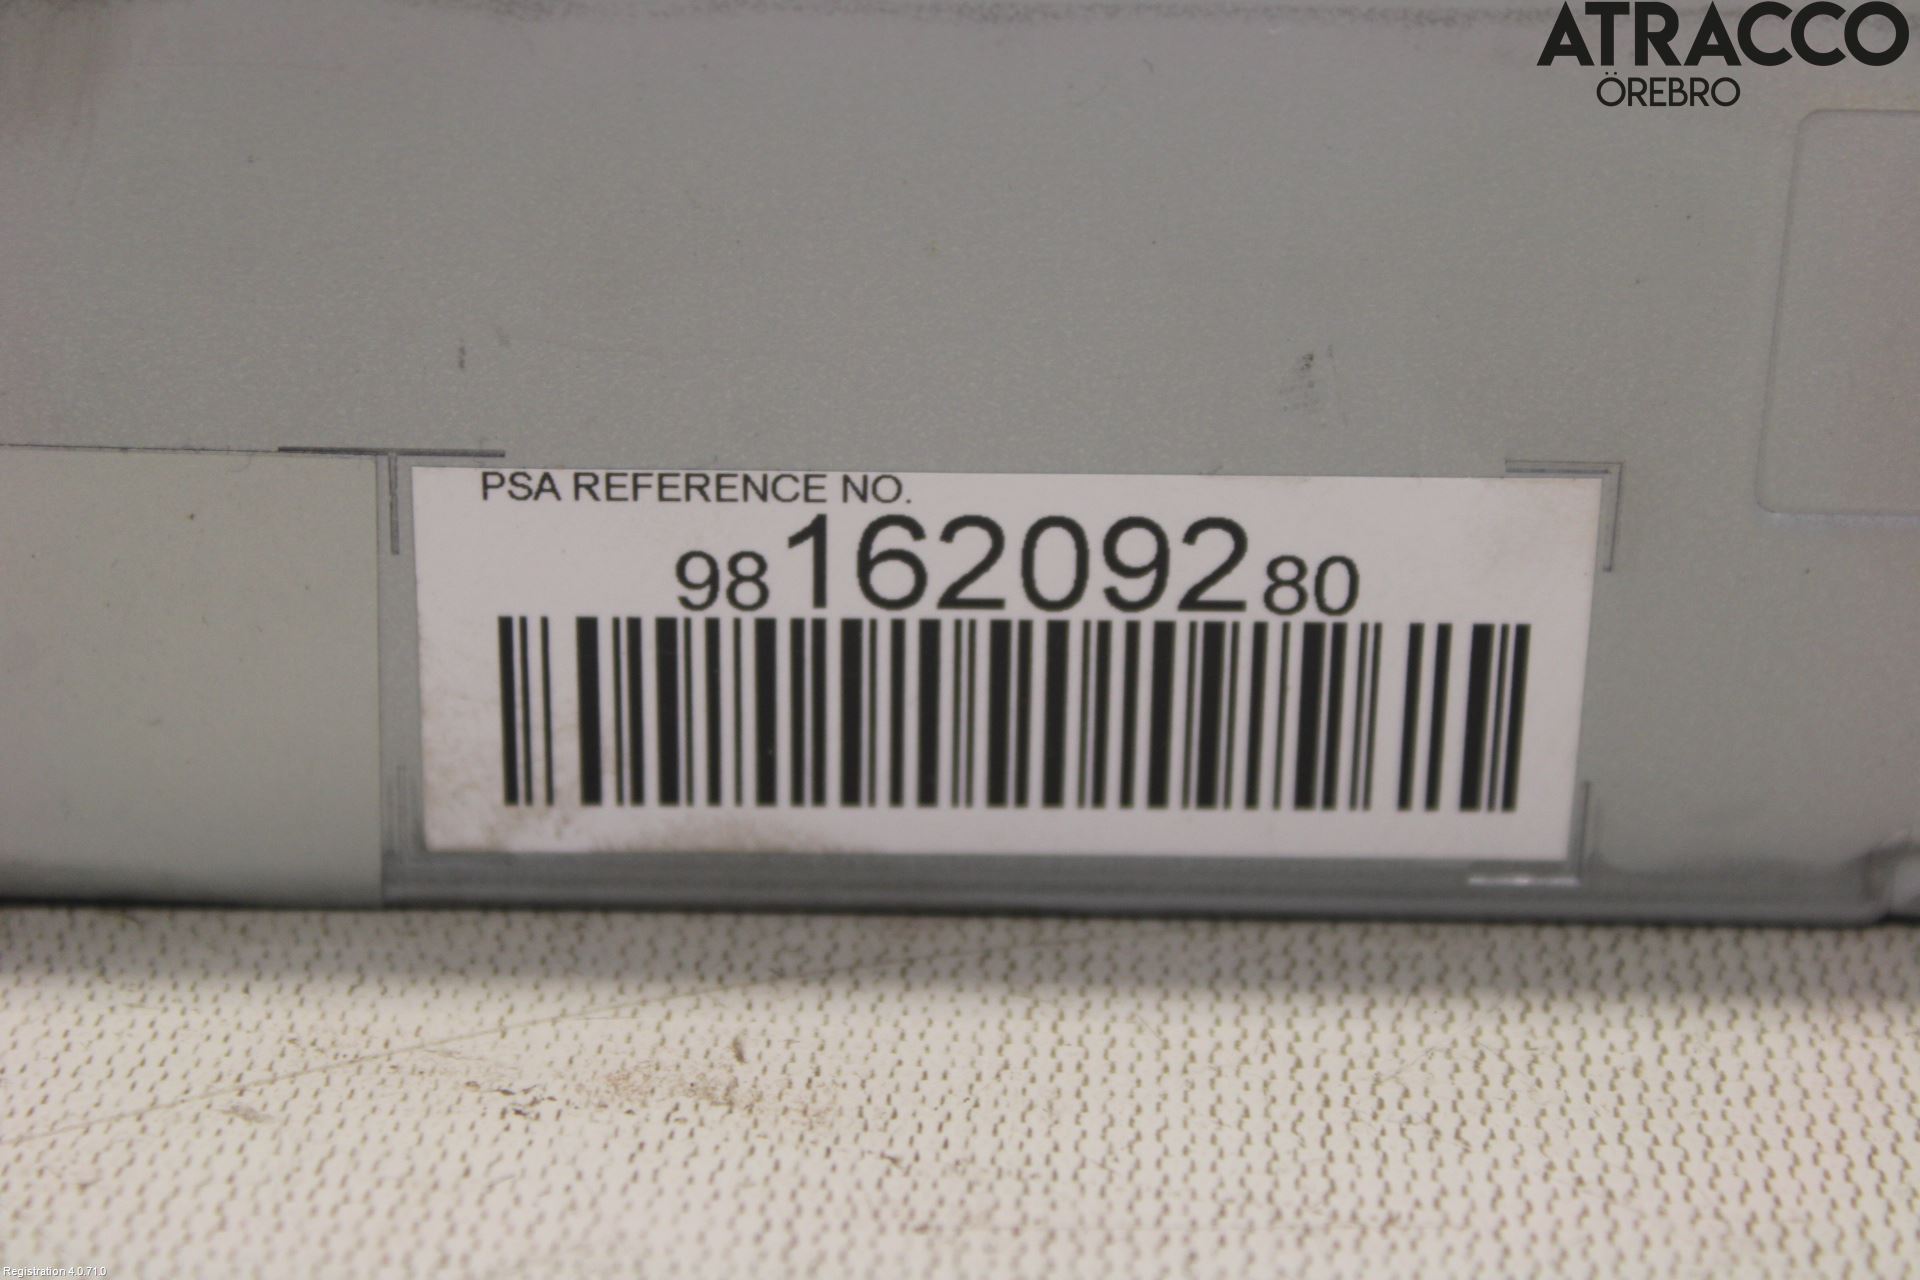 ATRACCO
ÖREBRO
PSA REFERENCE NO.
9816209280
Registration 4.0.71.0